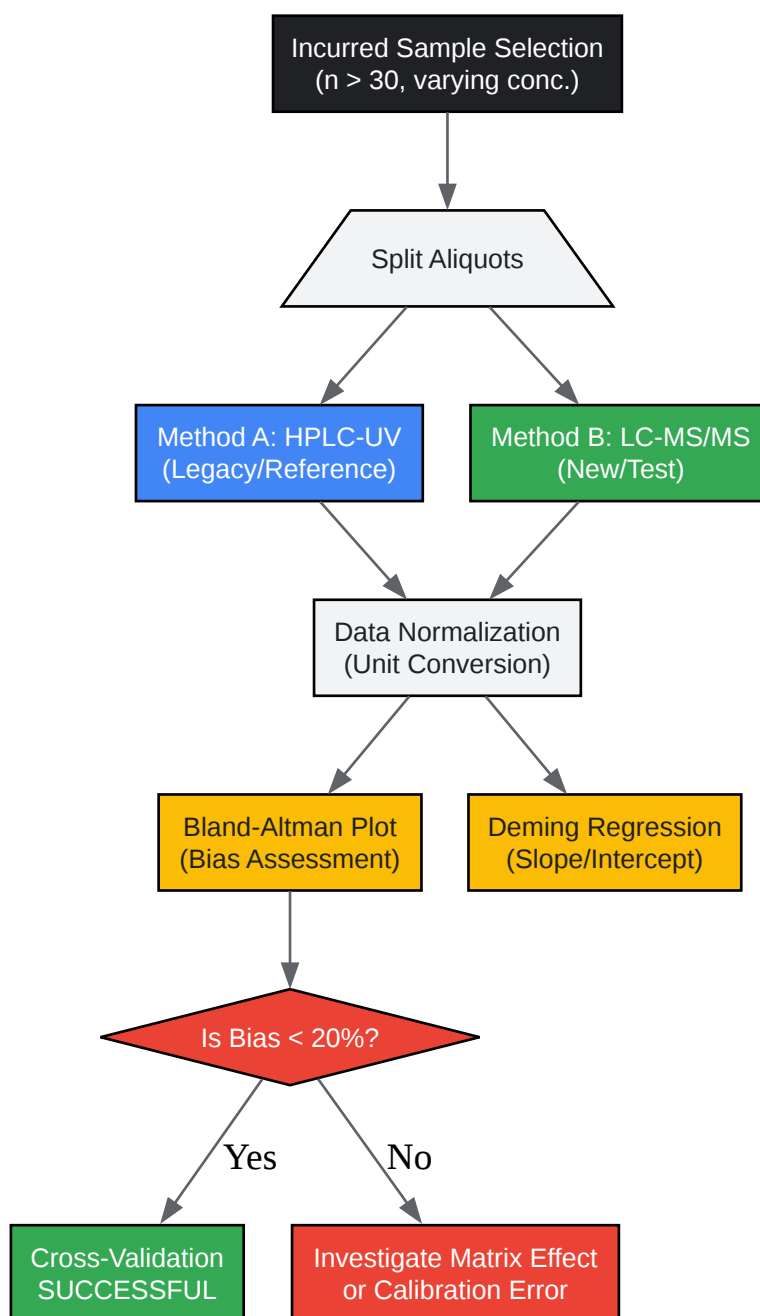 Incurred Sample Selection
(n > 30, varying conc.)
Split Aliquots
Method A: HPLC-UV
(Legacy/Reference)
Method B: LC-MS/MS
(New/Test)
Data Normalization
(Unit Conversion)
Bland-Altman Plot
(Bias Assessment)
Deming Regression
(Slope/Intercept)
Is Bias < 20%?
Yes
No
Cross-Validation
SUCCESSFUL
Investigate Matrix Effect
or Calibration Error